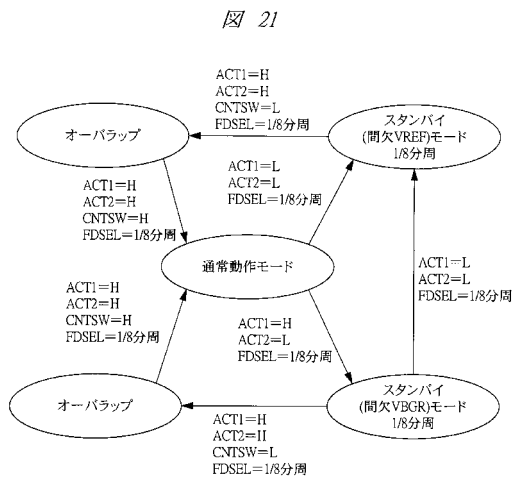 図 21
ACT1=H
ACT2=H
CNTSW=L
FDSEL=1/8分周
オーバラップ
スタンバイ
(間欠VREF)モード
1/8分周
ACT1=H
ACT2=H
CNTSW=H
FDSEL=1/8分周
ACT1=L
ACT2=L
FDSEL=1/8分周
通常動作モード
ACT1=L
ACT2=L
FDSEL=1/8分周
ACT1=H
ACT2=H
CNTSW=H
FDSEL=1/8分周
ACT1=H
ACT2=L
FDSEL=1/8分周
オーバラップ
スタンバイ
(間欠VBGR)モード
1/8分周
ACT1=H
ACT2=H
CNTSW=L
FDSEL=1/8分周